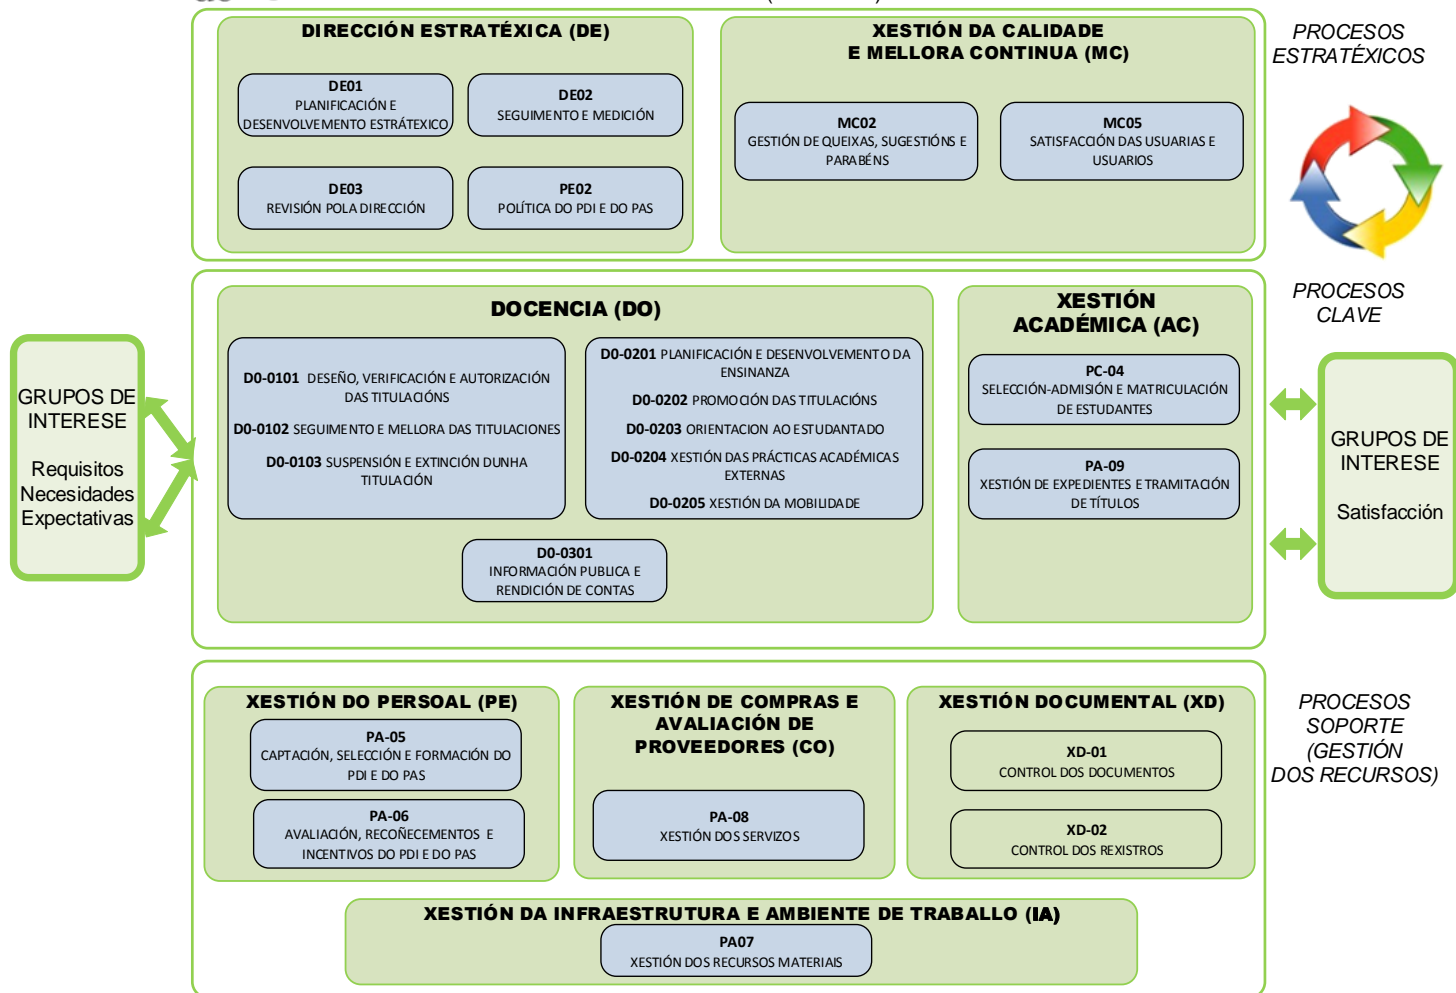 DIRECCIÓN ESTRATÉXICA (DE)
DE01
PLANIFICACIÓN E
DESENVOLVEMENTO ESTRÁTEXICO
DE02
SEGUIMENTO E MEDICIÓN
DE03
REVISIÓN POLA DIRECCIÓN
PE02
POLÍTICA DO PDI E DO PAS
XESTIÓN DA CALIDADE
E MELLORA CONTINUA (MC)
MC02
GESTIÓN DE QUEIXAS, SUGESTIÓNS E
PARABÉNS
MC05
SATISFACCIÓN DAS USUARIAS E
USUARIOS
PROCESOS
ESTRATÉXICOS
GRUPOS DE
INTERESE
Requisitos
Necesidades
Expectativas
DOCENCIA (DO)
D0-0101 DESEÑO, VERIFICACIÓN E AUTORIZACIÓN
DAS TITULACIÓNS
D0-0102 SEGUIMENTO E MELLORA DAS TITULACIONES
D0-0103 SUSPENSIÓN E EXTINCIÓN DUNHA
TITULACIÓN
D0-0201 PLANIFICACIÓN E DESENVOLVEMENTO DA
ENSINANZA
D0-0202 PROMOCIÓN DAS TITULACIÓNS
D0-0203 ORIENTACION AO ESTUDANTADO
D0-0204 XESTIÓN DAS PRÁCTICAS ACADÉMICAS
EXTERNAS
D0-0205 XESTIÓN DA MOBILIDADE
D0-0301
INFORMACIÓN PUBLICA E
RENDICIÓN DE CONTAS
XESTIÓN
ACADÉMICA (AC)
PC-04
SELECCIÓN-ADMISIÓN E MATRICULACIÓN
DE ESTUDANTES
PA-09
XESTIÓN DE EXPEDIENTES E TRAMITACIÓN
DE TÍTULOS
PROCESOS
CLAVE
GRUPOS DE
INTERESE
Satisfacción
XESTIÓN DO PERSOAL (PE)
PA-05
CAPTACIÓN, SELECCIÓN E FORMACIÓN DO
PDI E DO PAS
PA-06
AVALIACIÓN, RECOÑECEMENTOS E
INCENTIVOS DO PDI E DO PAS
XESTIÓN DE COMPRAS E
AVALIACIÓN DE
PROVEEDORES (CO)
PA-08
XESTIÓN DOS SERVIZOS
XESTIÓN DOCUMENTAL (XD)
XD-01
CONTROL DOS DOCUMENTOS
XD-02
CONTROL DOS REXISTROS
PROCESOS
SOPORTE
(GESTIÓN
DOS RECURSOS)
XESTIÓN DA INFRAESTRUTURA E AMBIENTE DE TRABALLO (IA)
PA07
XESTIÓN DOS RECURSOS MATERIAIS